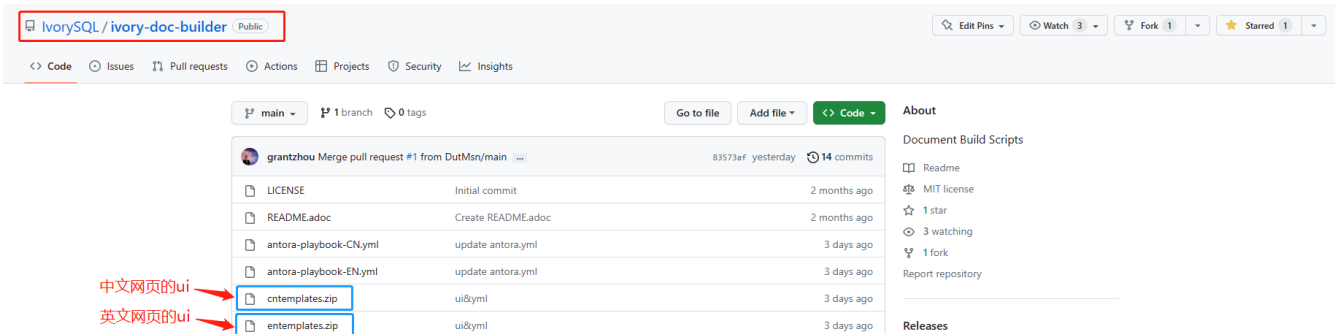 IvorySQL / ivory-doc-builder Public
Edit Pins Watch 3 Fork 1 Starred 1
Code Issues Pull requests Actions Projects Security Insights
main 1 branch 0 tags Go to file Add file Code
About
Document Build Scripts
grantzhou Merge pull request #1 from DutMsn/main ... 83573af yesterday 14 commits
Readme
LICENSE Initial commit 2 months ago
MIT license
README.adoc Create README.adoc 2 months ago
1 star
3 watching
antora-playbook-CN.yml update antora.yml 3 days ago
1 fork
antora-playbook-EN.yml update antora.yml 3 days ago
Report repository
中文网页的ui
cntemplates.zip ui&yml 3 days ago
英文网页的ui
entemplates.zip ui&yml 3 days ago
Releases